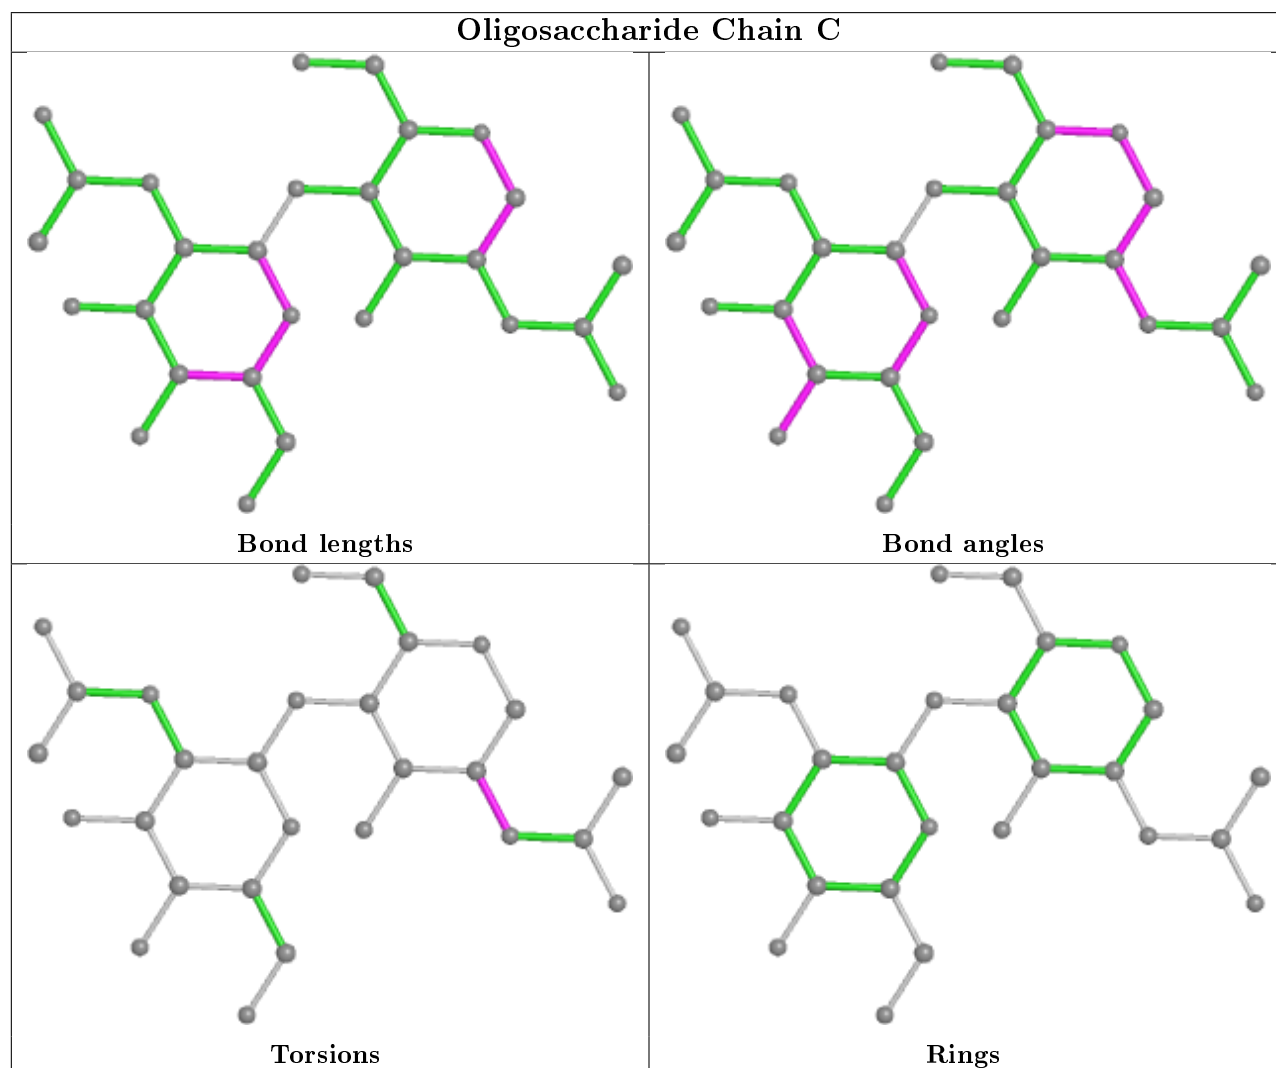 Oligosaccharide Chain C
Bond lengths
Bond angles
Torsions
Rings